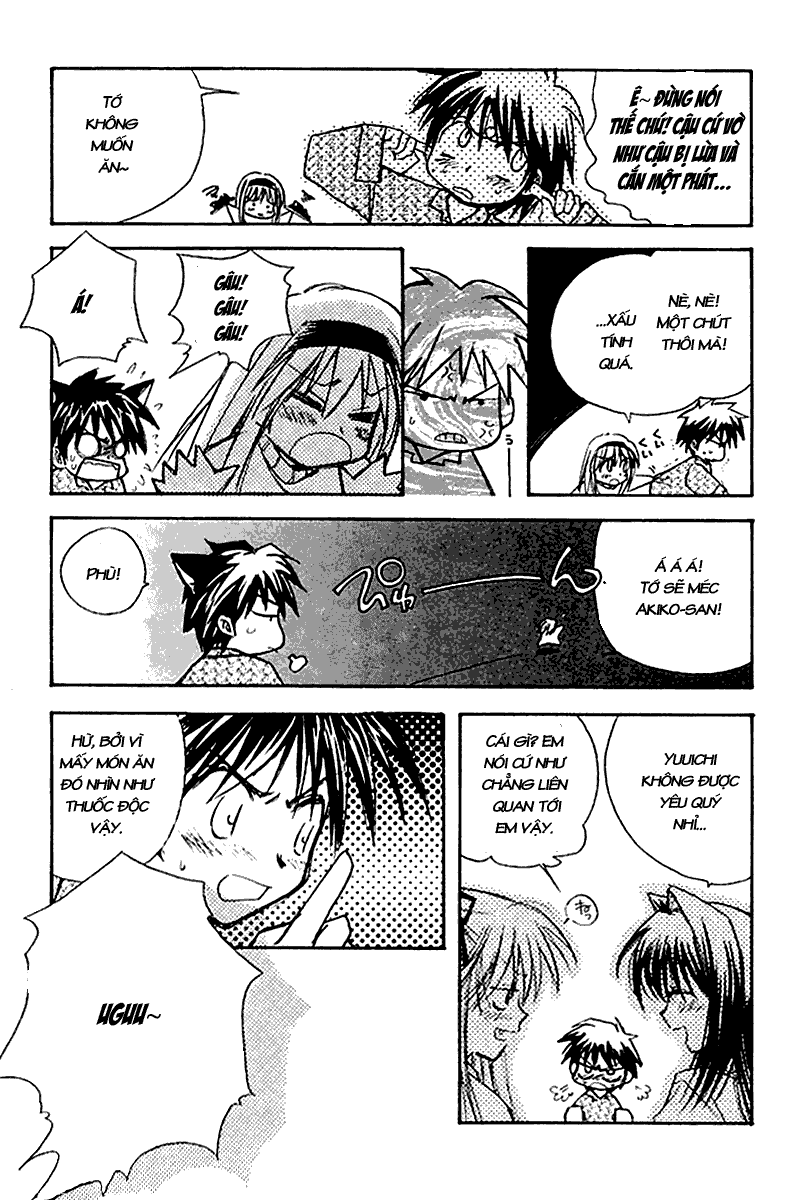 Ê~ ĐỪNG NÓI
THẾ CHỨ! CẬU CỨ VỜ
NHƯ CẬU BỊ LỪA VÀ
CẮN MỘT PHÁT...
TỚ
KHÔNG
MUỐN
ĂN~
NÈ, NÈ!
MỘT CHÚT
THÔI MÀ!
...XẤU
TÍNH
QUÁ.
GÂU!
GÂU!
GÂU!
Á!
Á Á Á!
TỚ SẼ MÉC
AKIKO-SAN!
PHÙ!
YUUICHI
KHÔNG ĐƯỢC
YÊU QUÝ
NHỈ...
CÁI GÌ? EM
NÓI CỨ NHƯ
CHẲNG LIÊN
QUAN TỚI
EM VẬY.
HỪ, BỞI VÌ
MẤY MÓN ĂN
ĐÓ NHÌN NHƯ
THUỐC ĐỘC
VẬY.
UGUU~